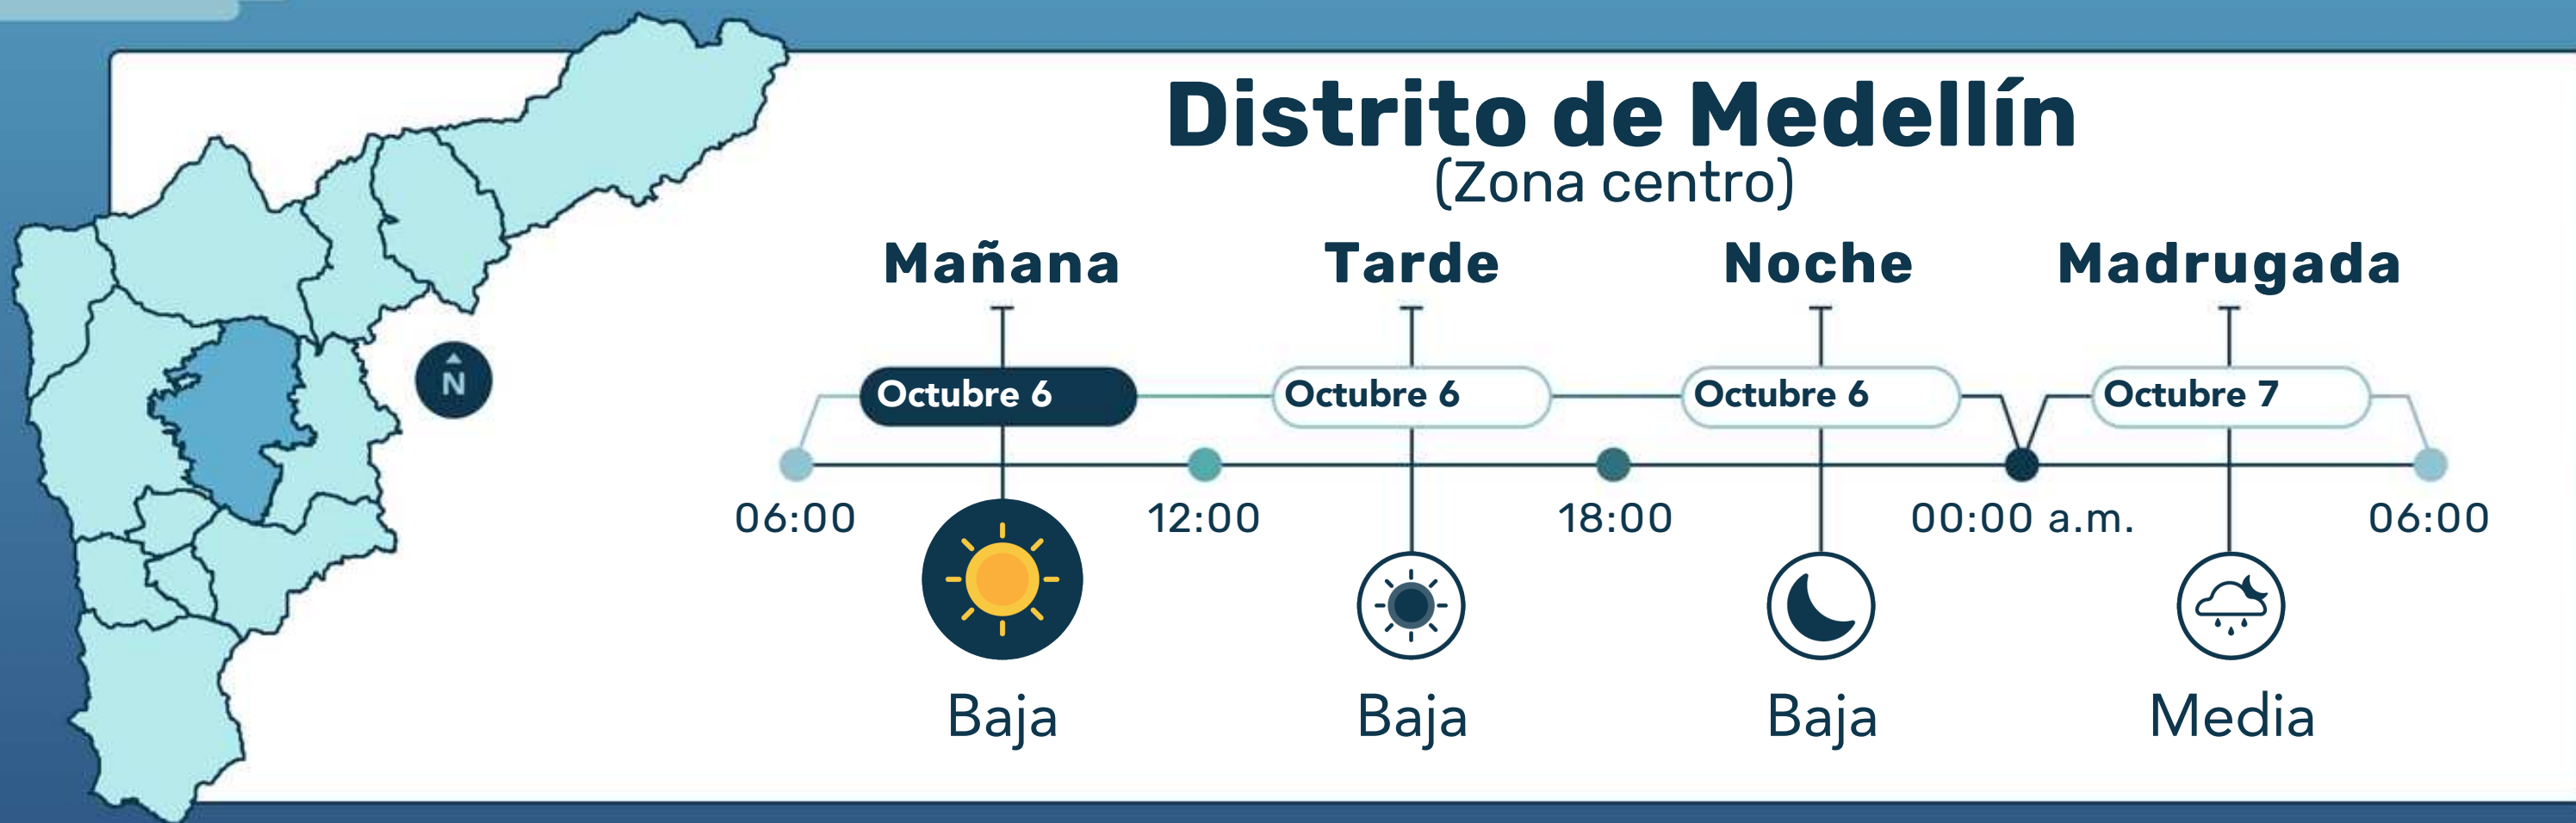 Distrito de Medellín
(Zona centro)
Mañana Tarde Noche Madrugada
N
Octubre 6 Octubre 6 Octubre 6 Octubre 7
06:00 12:00 18:00 00:00 a.m. 06:00
Baja Baja Baja Media